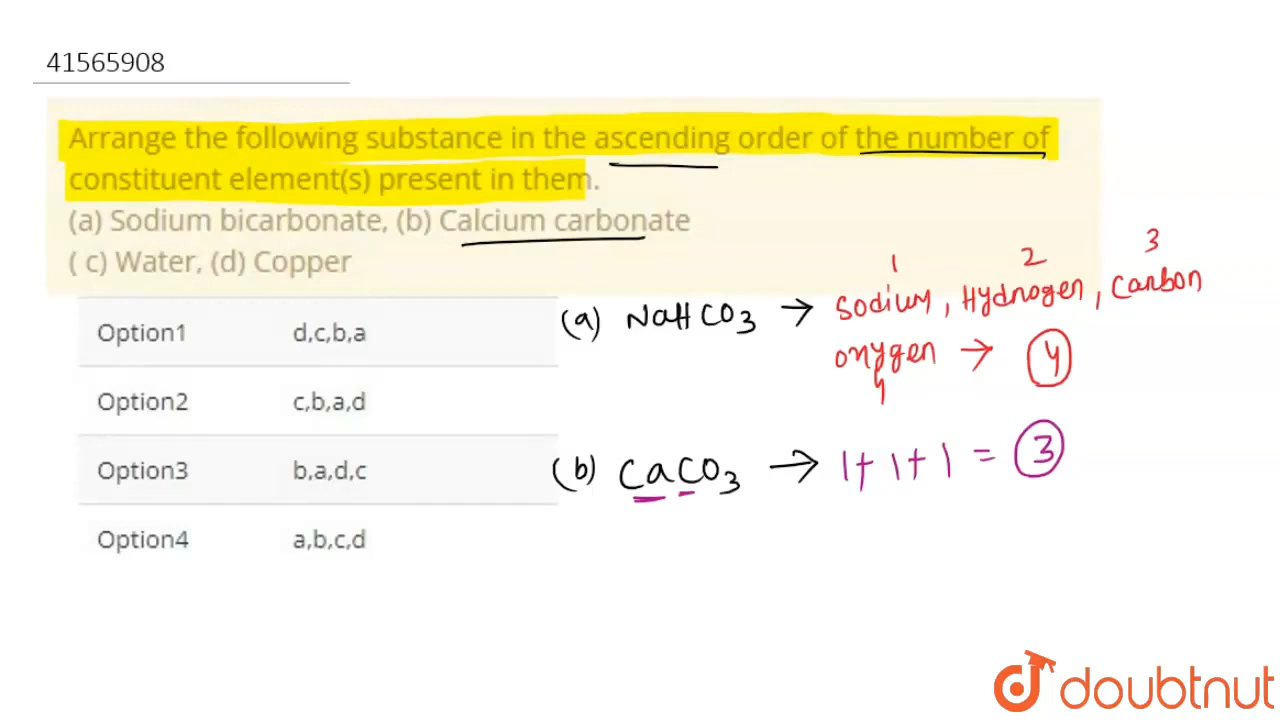 41565908
Arrange the following substance in the ascending order of the number of
constituent element(s) present in them.
(a) Sodium bicarbonate, (b) Calcium carbonate
( c) Water, (d) Copper
Option1 d,c,b,a
Option2 c,b,a,d
Option3 b,a,d,c
Option4 a,b,c,d
1 2 3
(a) NaHCO3 → Sodium, Hydrogen, Carbon
oxygen → 4
4
(b) CaCO3 → 1+1+1 = 3
doubtnut